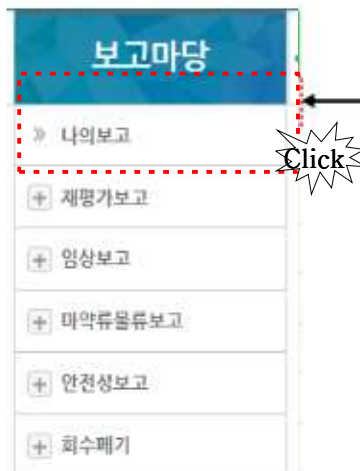 보고마당
» 나의보고
Click
+ 재평가보고
+ 임상보고
+ 마약류물류보고
+ 안전성보고
+ 회수폐기